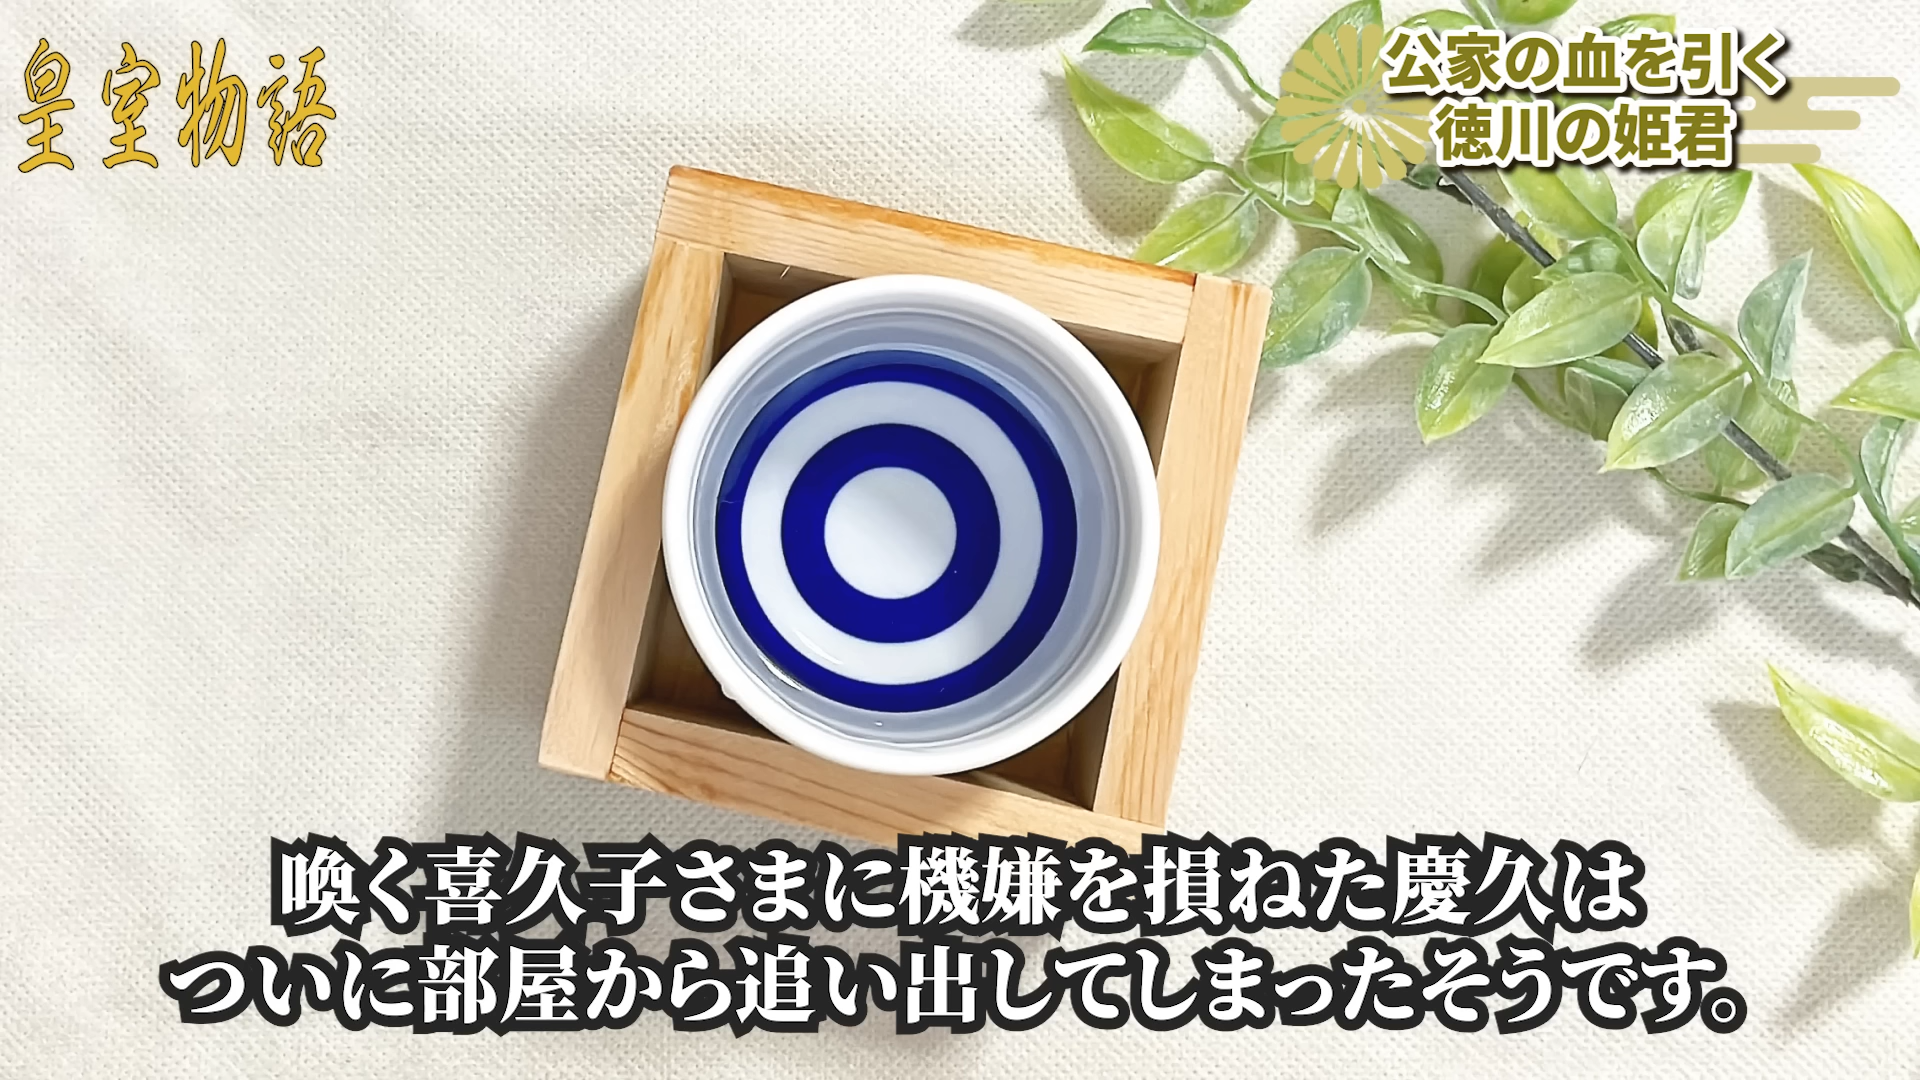 皇室物語
公家の血を引く
徳川の姫君
喚く喜久子さまに機嫌を損ねた慶久は
ついに部屋から追い出してしまったそうです。